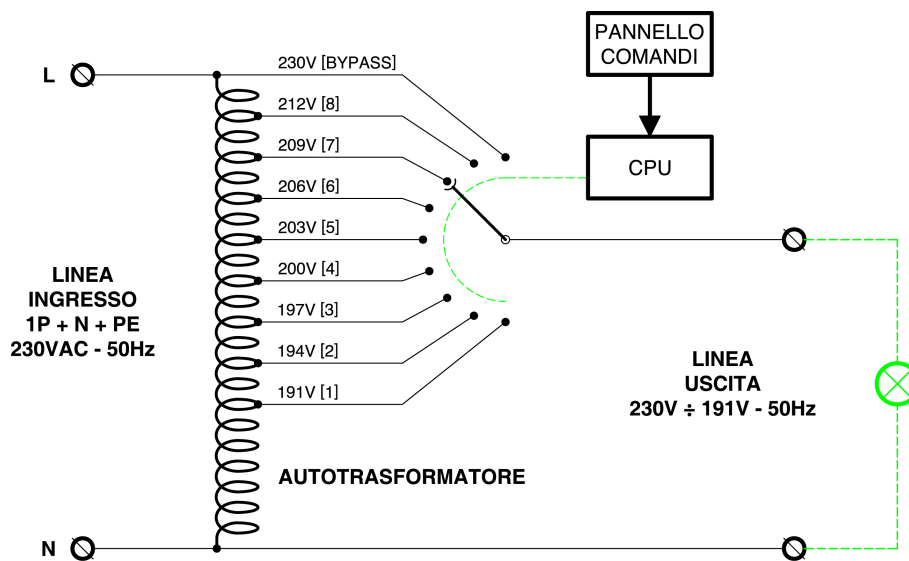 PANNELLO
COMANDI
L
230V [BYPASS]
212V [8]
209V [7]
CPU
206V [6]
203V [5]
200V [4]
LINEA
INGRESSO
1P + N + PE
230VAC - 50Hz
197V [3]
194V [2]
191V [1]
LINEA
USCITA
230V ÷ 191V - 50Hz
AUTOTRASFORMATORE
N